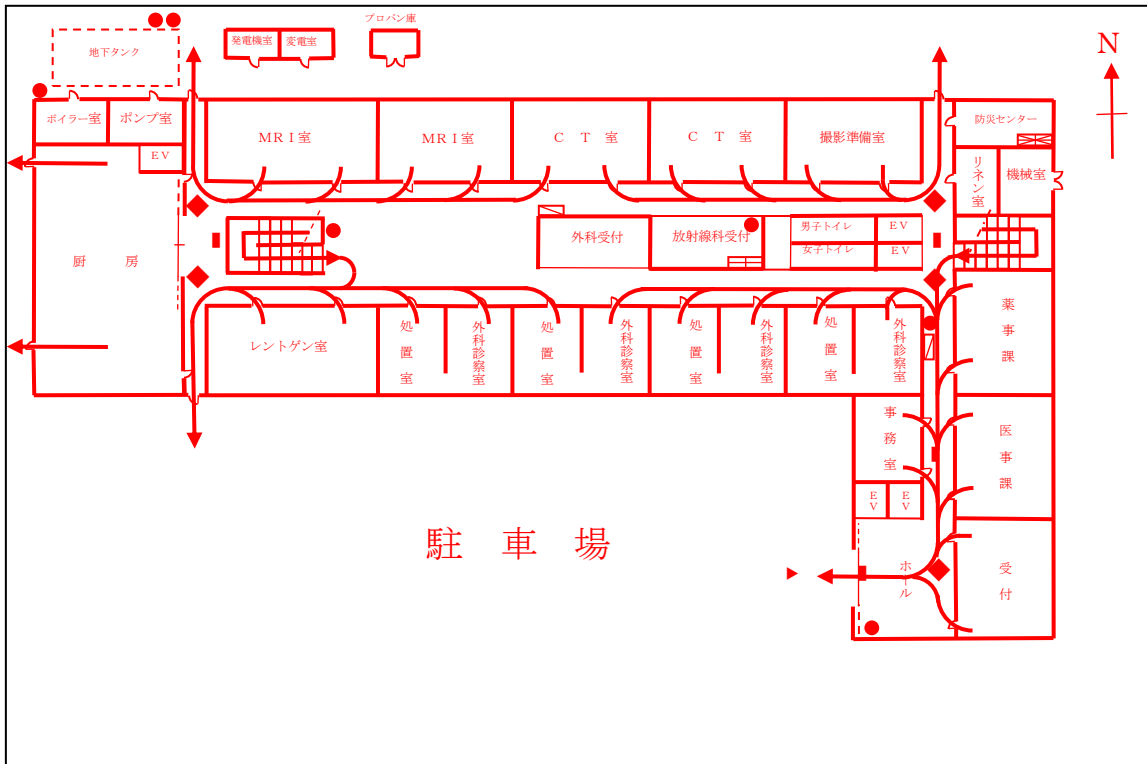 プロパン庫
発電機室
変電室
地下タンク
N
ボイラー室
ポンプ室
ＥＶ
ＭＲＩ室
ＭＲＩ室
Ｃ Ｔ 室
Ｃ Ｔ 室
撮影準備室
防災センター
リネン室
機械室
厨 房
外科受付
放射線科受付
男子トイレ
女子トイレ
ＥＶ
ＥＶ
レントゲン室
処置室
外科診察室
処置室
外科診察室
処置室
外科診察室
処置室
外科診察室
薬事課
事務室
医事課
ＥＶ
ＥＶ
駐 車 場
ホール
受付